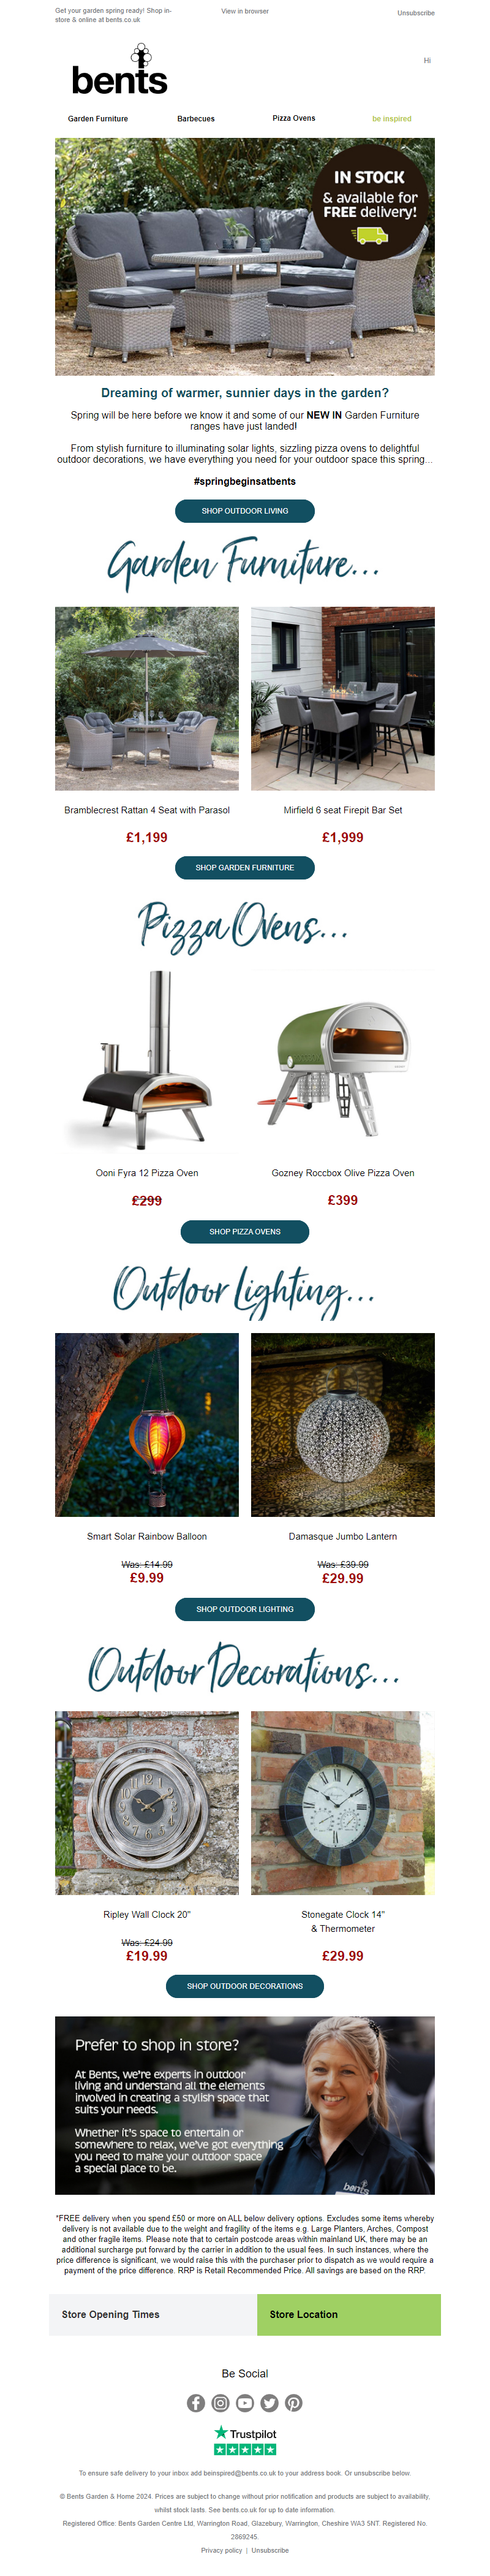 Get your garden spring ready! Shop in-
store & online at bents.co.uk
View in browser
Unsubscribe
bents
Hi
Garden Furniture
Barbecues
Pizza Ovens
be inspired
IN STOCK
& available for
FREE delivery!
Dreaming of warmer, sunnier days in the garden?
Spring will be here before we know it and some of our NEW IN Garden Furniture
ranges have just landed!
From stylish furniture to illuminating solar lights, sizzling pizza ovens to delightful
outdoor decorations, we have everything you need for your outdoor space this spring...
#springbeginsatbents
SHOP OUTDOOR LIVING
Garden Furniture...
Bramblecrest Rattan 4 Seat with Parasol
£1,199
Mirfield 6 seat Firepit Bar Set
£1,999
SHOP GARDEN FURNITURE
Pizza Ovens...
Ooni Fyra 12 Pizza Oven
£299
Gozney Roccbox Olive Pizza Oven
£399
SHOP PIZZA OVENS
Outdoor Lighting...
Smart Solar Rainbow Balloon
Was: £14.99
£9.99
Damasque Jumbo Lantern
Was: £39.99
£29.99
SHOP OUTDOOR LIGHTING
Outdoor Decorations...
Ripley Wall Clock 20"
Was: £24.99
£19.99
Stonegate Clock 14"
& Thermometer
£29.99
SHOP OUTDOOR DECORATIONS
Prefer to shop in store?
At Bents, we're experts in outdoor
living and understand all the elements
involved in creating a stylish space that
suits your needs.
Whether it's space to entertain or
somewhere to relax, we've got everything
you need to make your outdoor space
a special place to be.
bents
*FREE delivery when you spend £50 or more on ALL below delivery options. Excludes some items whereby
delivery is not available due to the weight and fragility of the items e.g. Large Planters, Arches, Compost
and other fragile items. Please note that to certain postcode areas within mainland UK, there may be an
additional surcharge put forward by the carrier in addition to the usual fees. In such instances, where the
price difference is significant, we would raise this with the purchaser prior to dispatch as we would require a
payment of the price difference. RRP is Retail Recommended Price. All savings are based on the RRP.
Store Opening Times
Store Location
Be Social
Trustpilot
To ensure safe delivery to your inbox add beinspired@bents.co.uk to your address book. Or unsubscribe below.
© Bents Garden & Home 2024. Prices are subject to change without prior notification and products are subject to availability,
whilst stock lasts. See bents.co.uk for up to date information.
Registered Office: Bents Garden Centre Ltd, Warrington Road, Glazebury, Warrington, Cheshire WA3 5NT. Registered No.
2869245.
Privacy policy | Unsubscribe